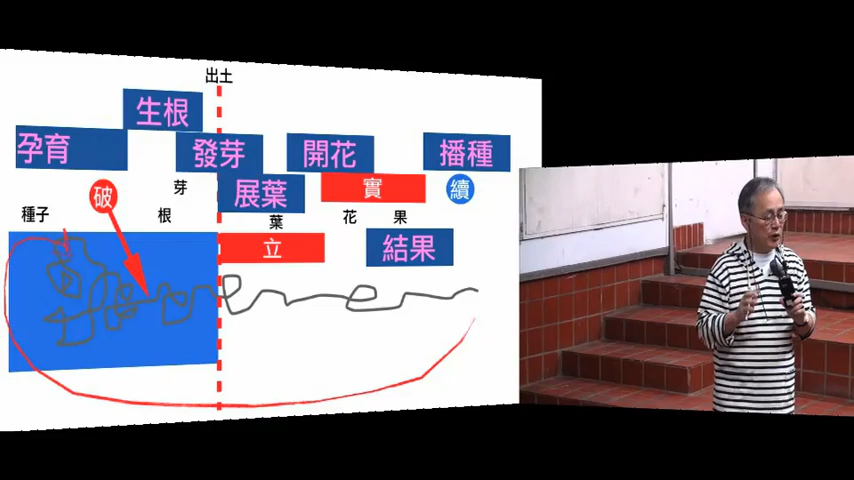 出土
生根
孕育
發芽
開花
播種
破
芽
展葉
實
續
種子
根
葉
花
果
立
結果